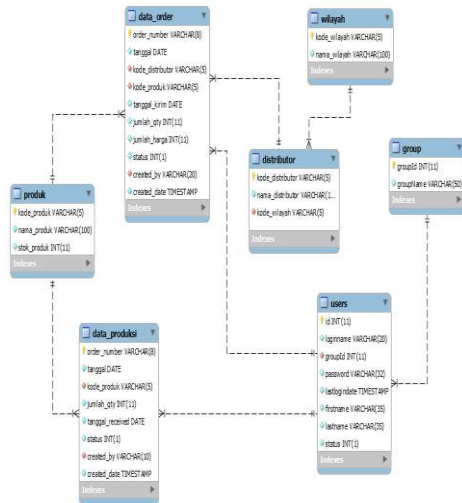 data_order
order_number VARCHAR(8)
tanggal DATE
kode_distributor VARCHAR(5)
kode_produk VARCHAR(5)
tanggal_kirim DATE
jumlah_qty INT(11)
jumlah_harga INT(11)
status INT(1)
created_by VARCHAR(20)
created_date TIMESTAMP
Indexes
wilayah
kode_wilayah VARCHAR(5)
nama_wilayah VARCHAR(100)
Indexes
distributor
kode_distributor VARCHAR(5)
nama_distributor VARCHAR(1...
kode_wilayah VARCHAR(5)
Indexes
group
groupId INT(11)
groupName VARCHAR(50)
Indexes
produk
kode_produk VARCHAR(5)
nama_produk VARCHAR(100)
stok_produk INT(11)
Indexes
users
id INT(11)
loginname VARCHAR(20)
groupId INT(11)
password VARCHAR(32)
lastlogindate TIMESTAMP
firstname VARCHAR(35)
lastname VARCHAR(35)
status INT(1)
Indexes
data_produksi
order_number VARCHAR(8)
tanggal DATE
kode_produk VARCHAR(5)
jumlah_qty INT(11)
tanggal_received DATE
status INT(1)
created_by VARCHAR(10)
created_date TIMESTAMP
Indexes